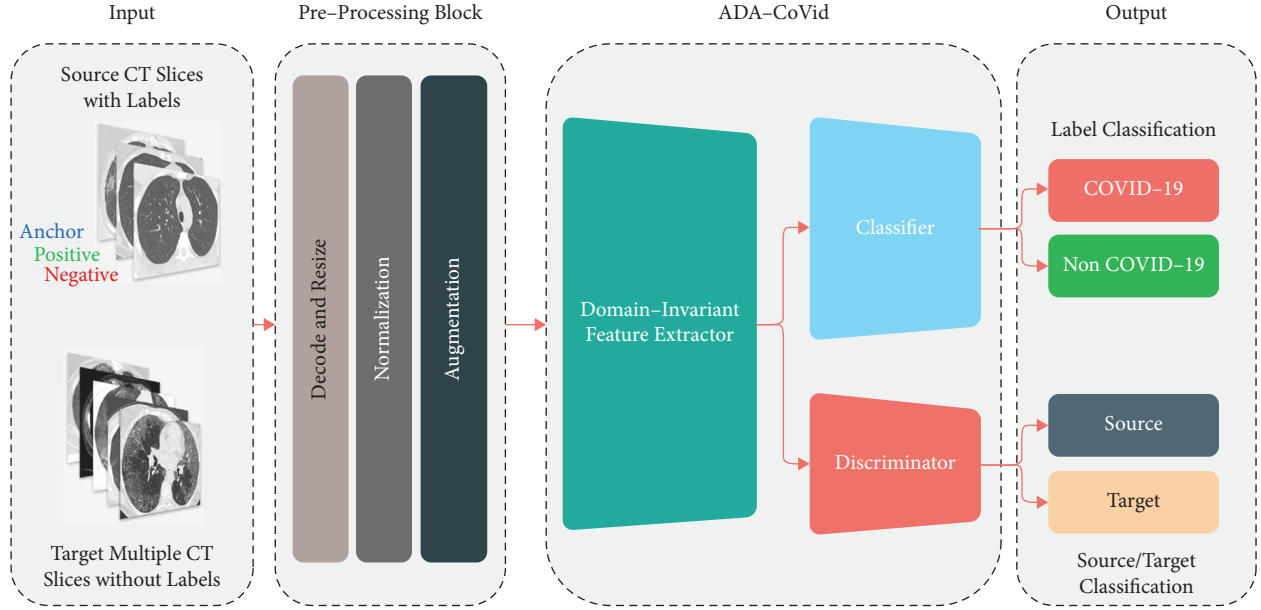 Input
Pre–Processing Block
ADA–CoVid
Output
Source CT Slices
with Labels
Anchor
Positive
Negative
Target Multiple CT
Slices without Labels
Decode and Resize
Normalization
Augmentation
Domain–Invariant
Feature Extractor
Classifier
Discriminator
Label Classification
COVID–19
Non COVID–19
Source
Target
Source/Target
Classification